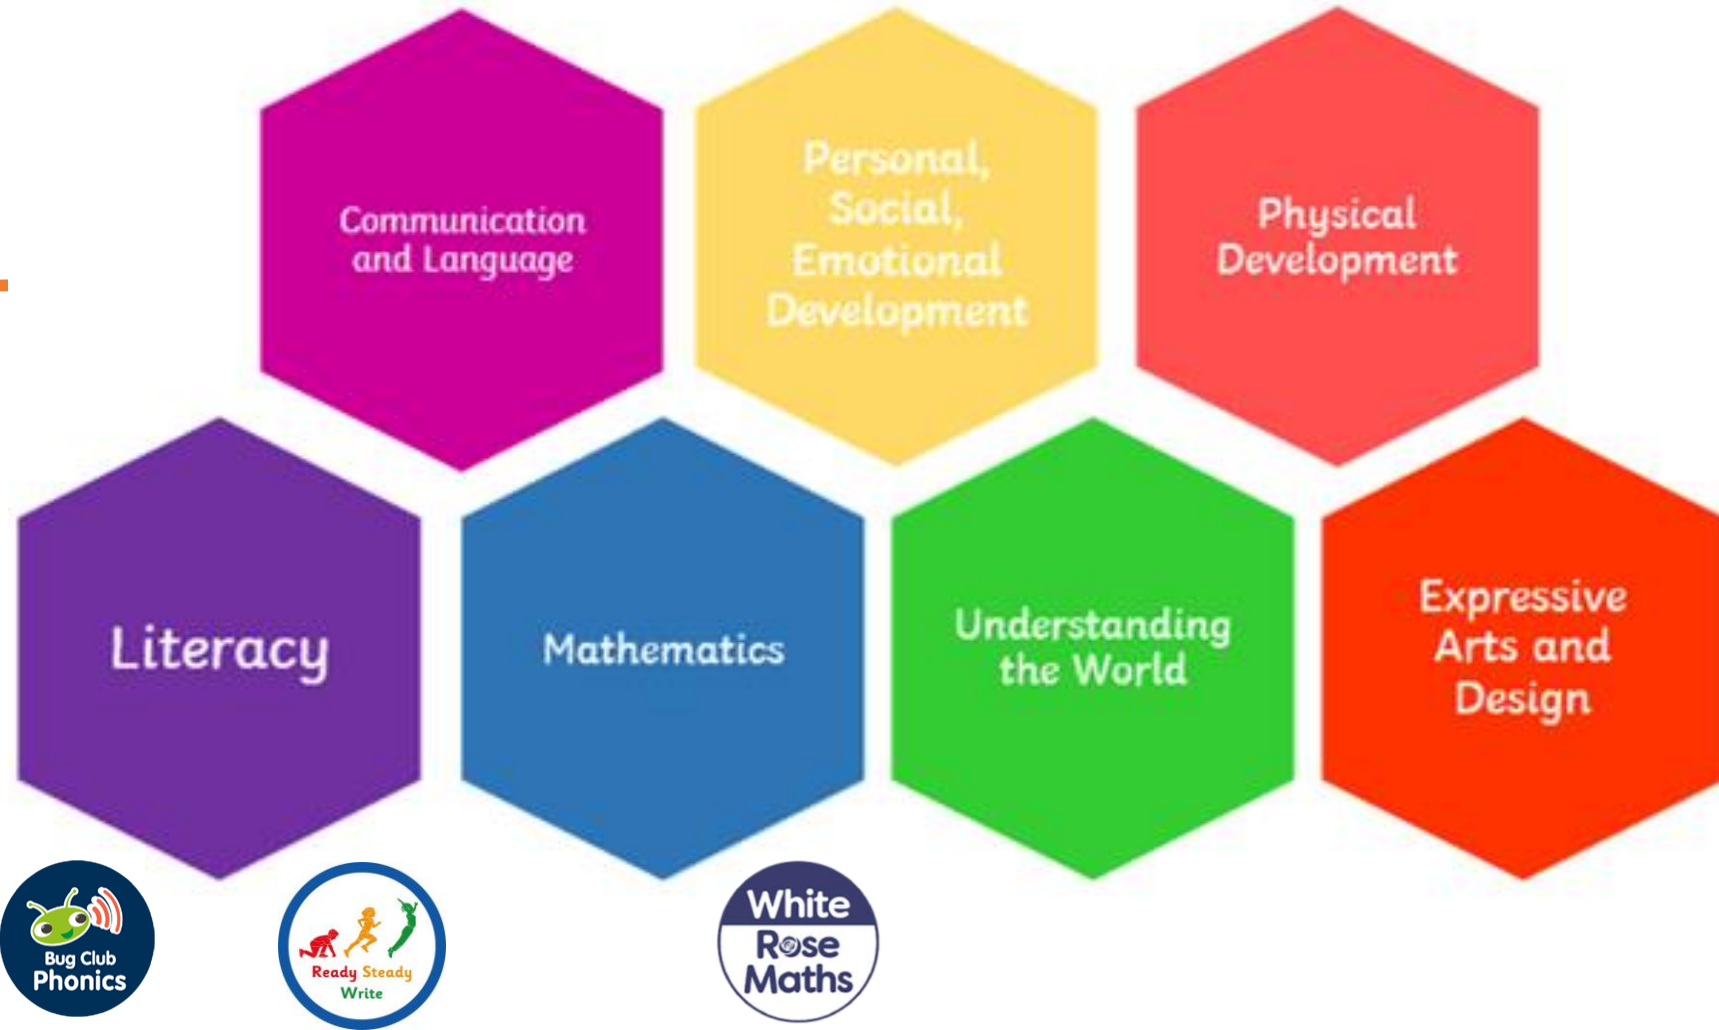 Communication
and Language
Personal,
Social,
Emotional
Development
Physical
Development
Literacy
Mathematics
Understanding
the World
Expressive
Arts and
Design
Bug Club
Phonics
Ready Steady
Write
White
Rose
Maths